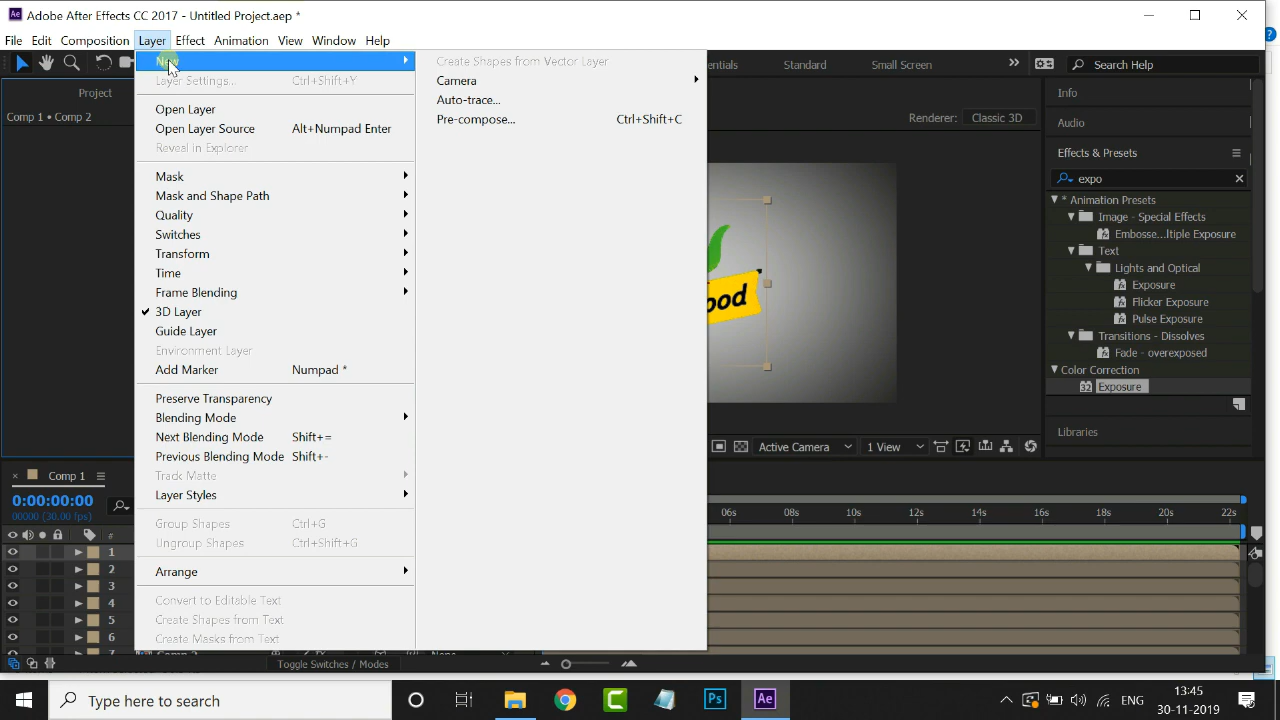 Adobe After Effects CC 2017 - Untitled Project.aep *
File Edit Composition Layer Effect Animation View Window Help
New
Layer Settings... Ctrl+Shift+Y
Open Layer
Open Layer Source Alt+Numpad Enter
Reveal in Explorer
Mask
Mask and Shape Path
Quality
Switches
Transform
Time
Frame Blending
3D Layer
Guide Layer
Environment Layer
Add Marker Numpad *
Preserve Transparency
Blending Mode
Next Blending Mode Shift+=
Previous Blending Mode Shift+-
Track Matte
Layer Styles
Group Shapes Ctrl+G
Ungroup Shapes Ctrl+Shift+G
Arrange
Convert to Editable Text
Create Shapes from Text
Create Masks from Text
Create Shapes from Vector Layer
Camera
Auto-trace...
Pre-compose... Ctrl+Shift+C
Project
Comp 1 • Comp 2
Standard Small Screen Search Help
Renderer: Classic 3D
ood
Active Camera 1 View
Info
Audio
Effects & Presets
expo
* Animation Presets
Image - Special Effects
Embosse...ltiple Exposure
Text
Lights and Optical
Exposure
Flicker Exposure
Pulse Exposure
Transitions - Dissolves
Fade - overexposed
Color Correction
32 Exposure
Libraries
Comp 1
0:00:00:00
00000 (30.00 fps)
#
06s 08s 10s 12s 14s 16s 18s 20s 22s
1
2
3
4
5
6
Toggle Switches / Modes
Type here to search
Ps Ae
ENG
13:45
30-11-2019